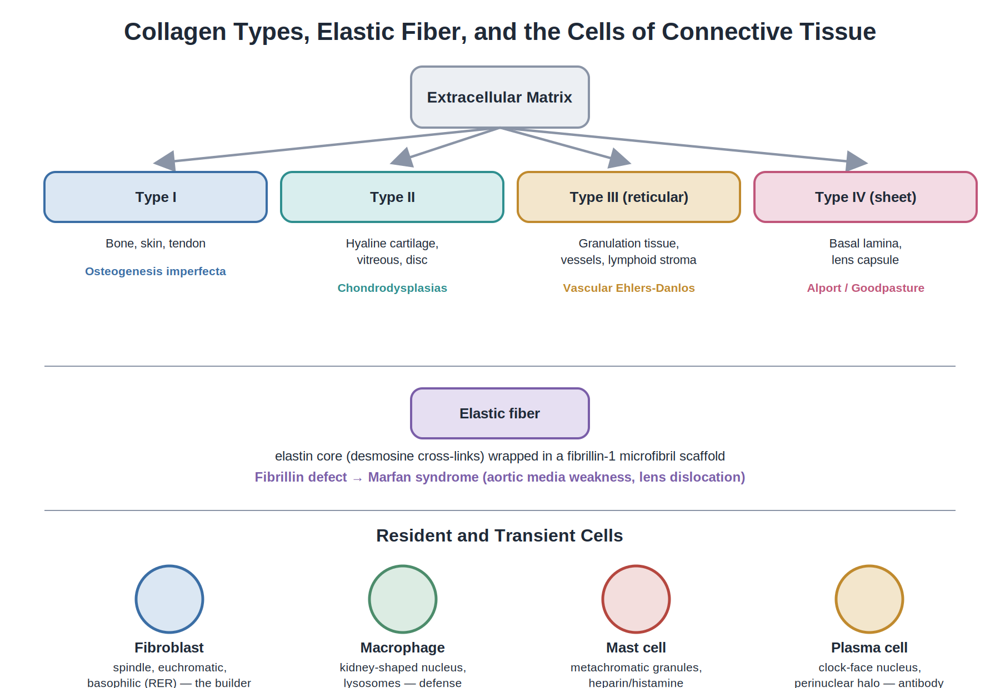 Collagen Types, Elastic Fiber, and the Cells of Connective Tissue
Extracellular Matrix
Type I
Type II
Type III (reticular)
Type IV (sheet)
Bone, skin, tendon
Osteogenesis imperfecta
Hyaline cartilage,
vitreous, disc
Chondrodysplasias
Granulation tissue,
vessels, lymphoid stroma
Vascular Ehlers-Danlos
Basal lamina,
lens capsule
Alport / Goodpasture
Elastic fiber
elastin core (desmosine cross-links) wrapped in a fibrillin-1 microfibril scaffold
Fibrillin defect → Marfan syndrome (aortic media weakness, lens dislocation)
Resident and Transient Cells
Fibroblast
spindle, euchromatic,
basophilic (RER) — the builder
Macrophage
kidney-shaped nucleus,
lysosomes — defense
Mast cell
metachromatic granules,
heparin/histamine
Plasma cell
clock-face nucleus,
perinuclear halo — antibody